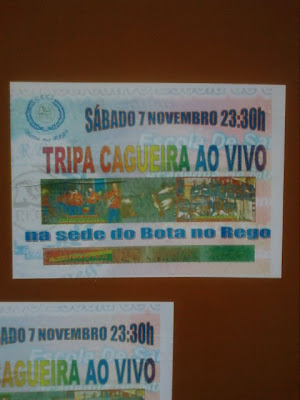 SÁBADO 7 NOVEMBRO 23:30h
TRIPA CAGUEIRA AO VIVO
na sede do Bota no Rego
ADO 7 NOVEMBRO 23:30h
CAGUEIRA AO VIVO